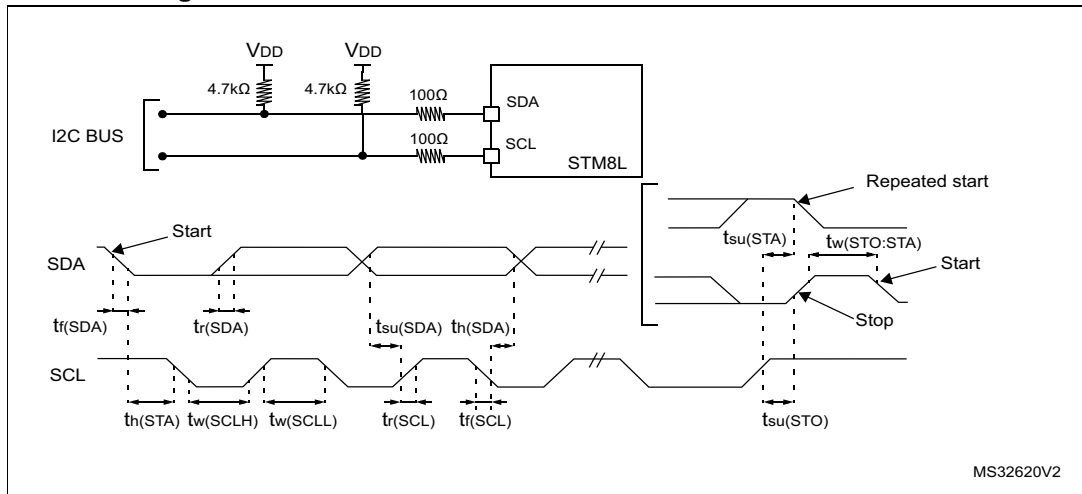 VDD VDD
4.7kΩ 4.7kΩ 100Ω
SDA
I2C BUS
100Ω SCL
STM8L
Repeated start
Start
tsu(STA) tw(STO:STA)
SDA
Start
tf(SDA) tr(SDA) tsu(SDA) th(SDA)
Stop
SCL
th(STA) tw(SCLH) tw(SCLL) tr(SCL) tf(SCL) tsu(STO)
MS32620V2